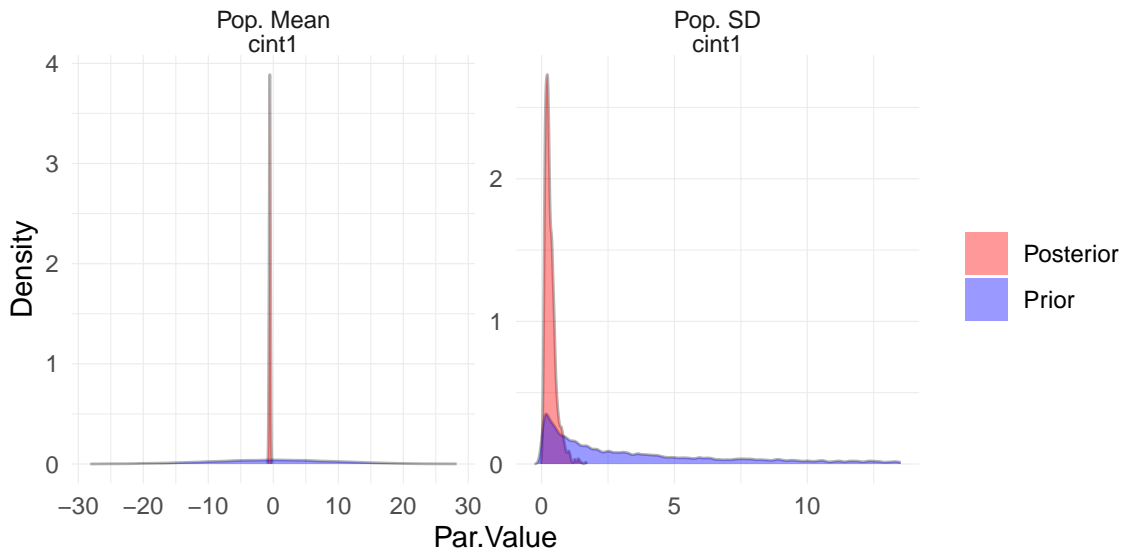 Pop. Mean
cint1
Pop. SD
cint1
Density
4
3
2
1
0
2
1
0
−30
−20
−10
0
10
20
30
0
5
10
Par.Value
Posterior
Prior